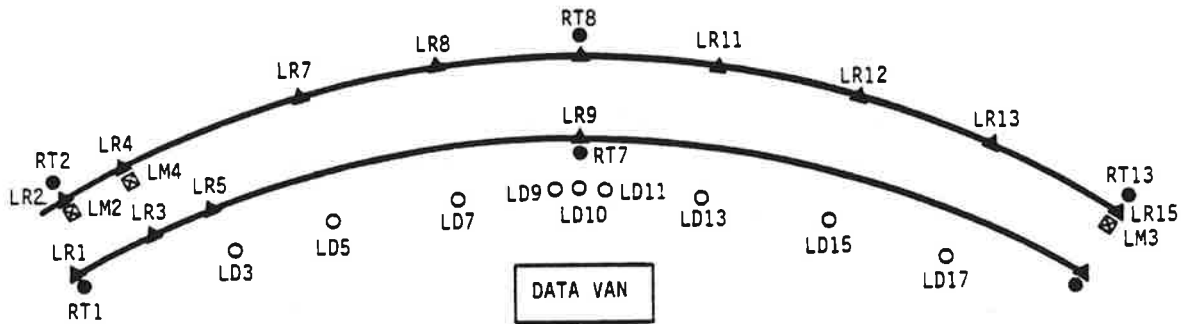 RT8
LR8
LR11
LR7
LR12
LR9
LR13
LR4
RT2
LM4
RT7
LR5
LR2
LM2
LR3
LD9
LD10
LD11
LD7
LD13
RT13
LR15
LM3
LD5
LD15
LR1
LD3
LD17
RT1
DATA VAN